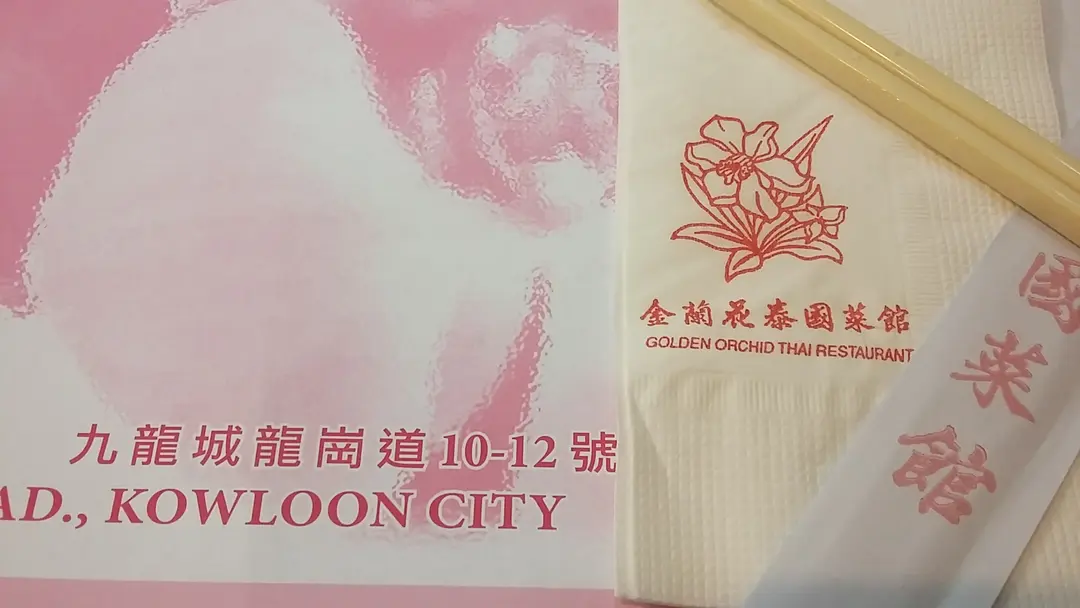 九龍城龍崗道10-12號
AD., KOWLOON CITY
金蘭花泰國菜館
GOLDEN ORCHID THAI RESTAURANT
國菜館